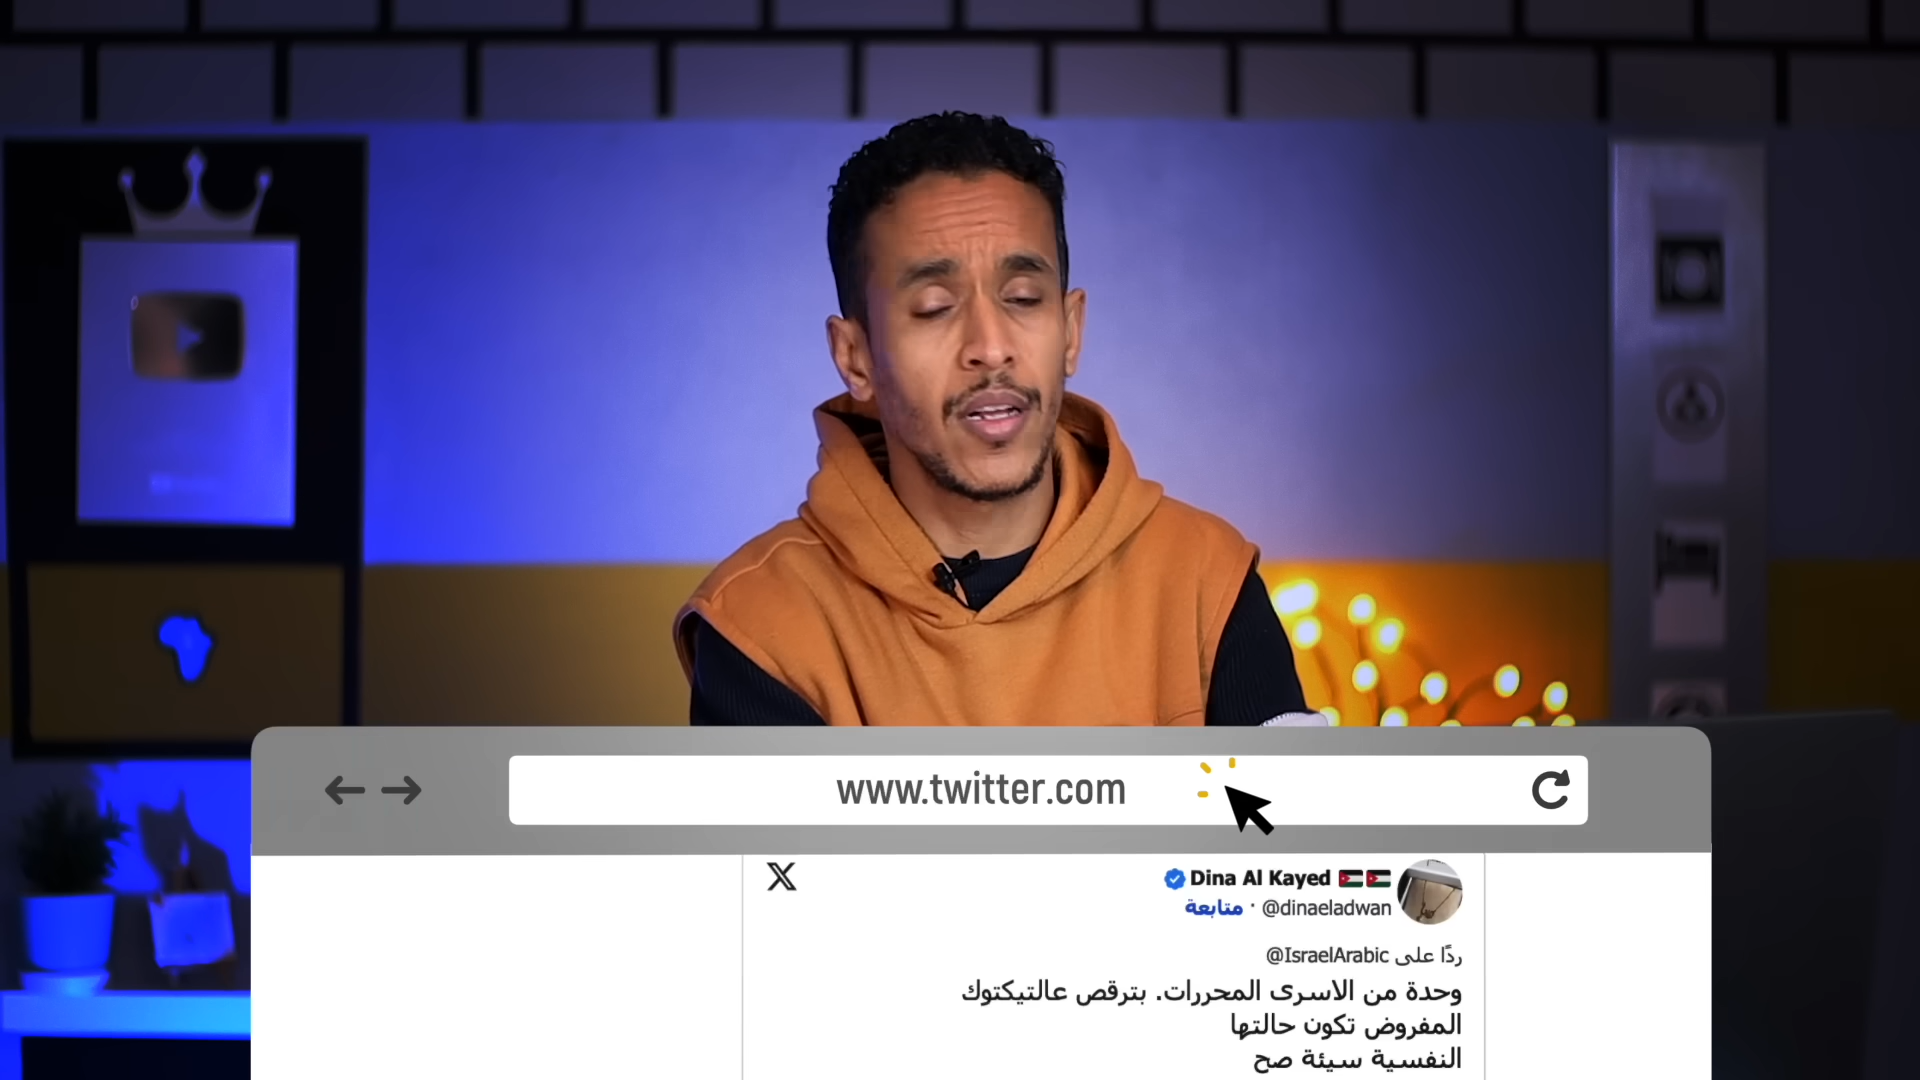 www.twitter.com
Dina Al Kayed
@dinaeladwan · متابعة
ردًا على @IsraelArabic
وحدة من الاسرى المحررات. بترقص عالتيكتوك
المفروض تكون حالتها
النفسية سيئة صح